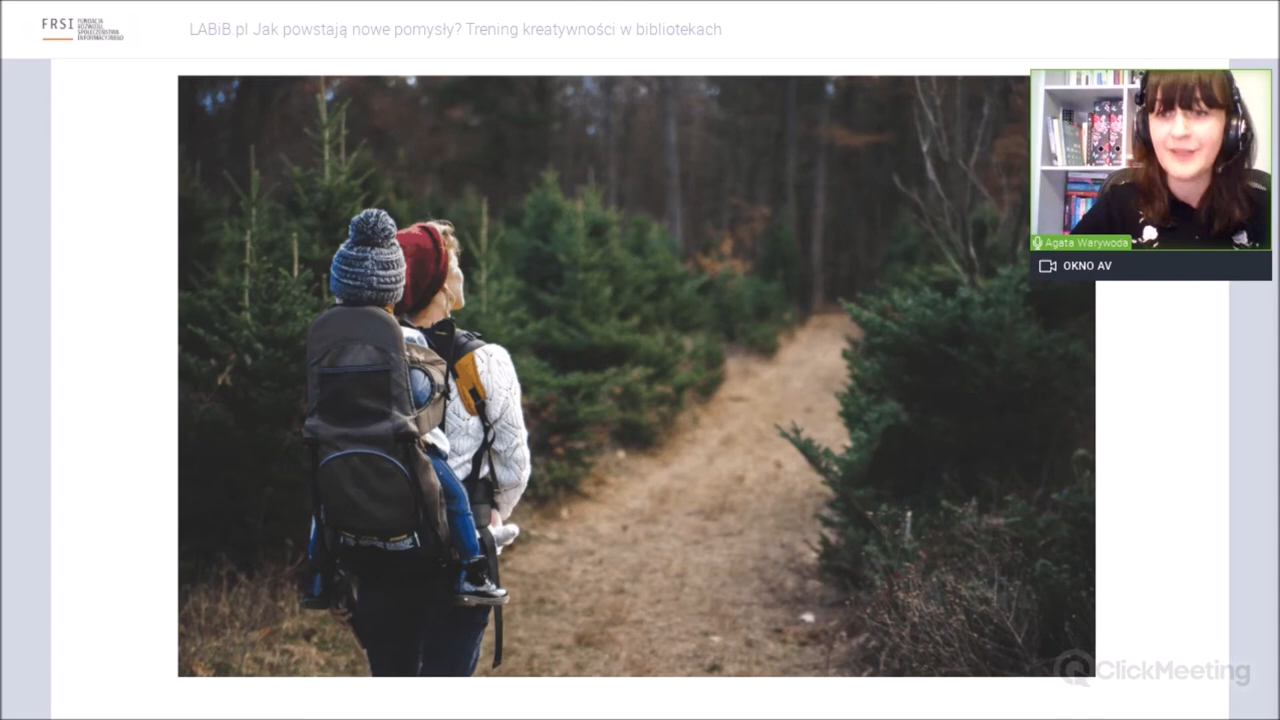 FRSI
FUNDACJA
ROZWOJU
SPOŁECZEŃSTWA
INFORMACYJNEGO
LABiB.pl Jak powstają nowe pomysły? Trening kreatywności w bibliotekach
Agata Warywoda
OKNO AV
ClickMeeting